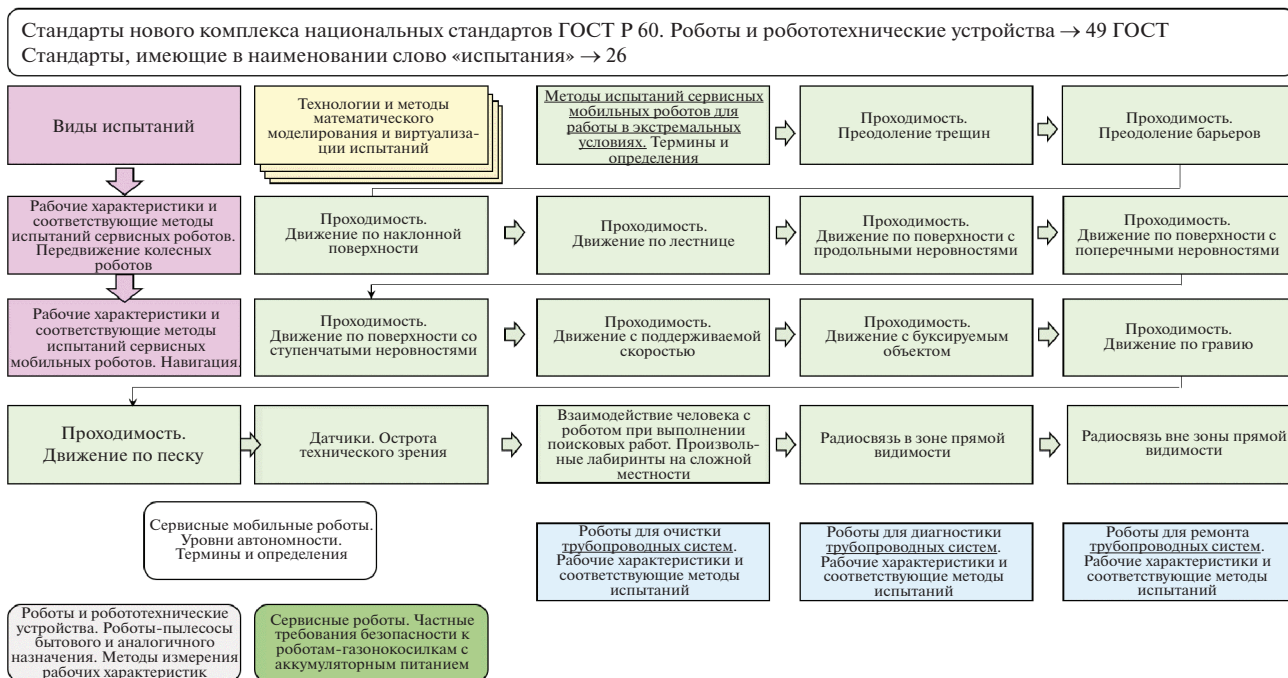 Стандарты нового комплекса национальных стандартов ГОСТ Р 60. Роботы и робототехнические устройства → 49 ГОСТ
Стандарты, имеющие в наименовании слово «испытания» → 26
Виды испытаний
Технологии и методы
математического
моделирования и виртуализа-
ции испытаний
Методы испытаний сервисных
мобильных роботов для
работы в экстремальных
условиях. Термины и
определения
Проходимость.
Преодоление трещин
Проходимость.
Преодоление барьеров
Рабочие характеристики и
соответствующие методы
испытаний сервисных роботов.
Передвижение колесных
роботов
Проходимость.
Движение по наклонной
поверхности
Проходимость.
Движение по лестнице
Проходимость.
Движение по поверхности с
продольными неровностями
Проходимость.
Движение по поверхности с
поперечными неровностями
Рабочие характеристики и
соответствующие методы
испытаний сервисных
мобильных роботов. Навигация.
Проходимость.
Движение по поверхности со
ступенчатыми неровностями
Проходимость.
Движение с поддерживаемой
скоростью
Проходимость.
Движение с буксируемым
объектом
Проходимость.
Движение по гравию
Проходимость.
Движение по песку
Датчики. Острота
технического зрения
Взаимодействие человека с
роботом при выполнении
поисковых работ. Произволь-
ные лабиринты на сложной
местности
Радиосвязь в зоне прямой
видимости
Радиосвязь вне зоны прямой
видимости
Сервисные мобильные роботы.
Уровни автономности.
Термины и определения
Роботы для очистки
трубопроводных систем.
Рабочие характеристики и
соответствующие методы
испытаний
Роботы для диагностики
трубопроводных систем.
Рабочие характеристики и
соответствующие методы
испытаний
Роботы для ремонта
трубопроводных систем.
Рабочие характеристики и
соответствующие методы
испытаний
Роботы и робототехнические
устройства. Роботы-пылесосы
бытового и аналогичного
назначения. Методы измерения
рабочих характеристик
Сервисные роботы. Частные
требования безопасности к
роботам-газонокосилкам с
аккумуляторным питанием